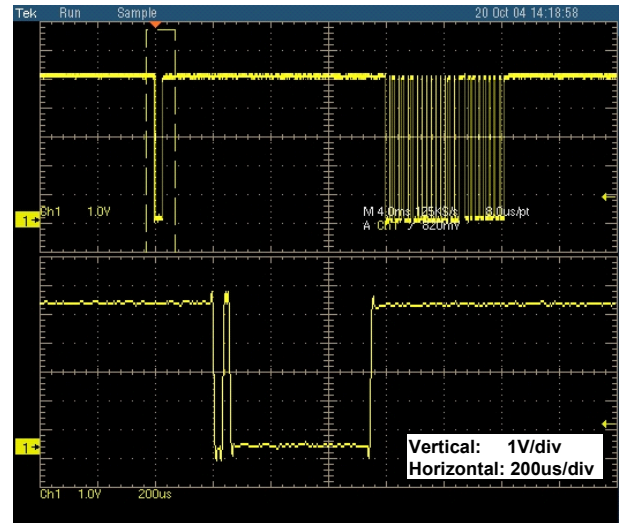 Tek Run Sample 20 Oct 04 14:18:58
Ch1 1.0V M 4.0ms 125kS/s 8.0us/pt
1 A Ch1 820mV
1
Vertical: 1V/div
Horizontal: 200us/div
Ch1 1.0V 200us